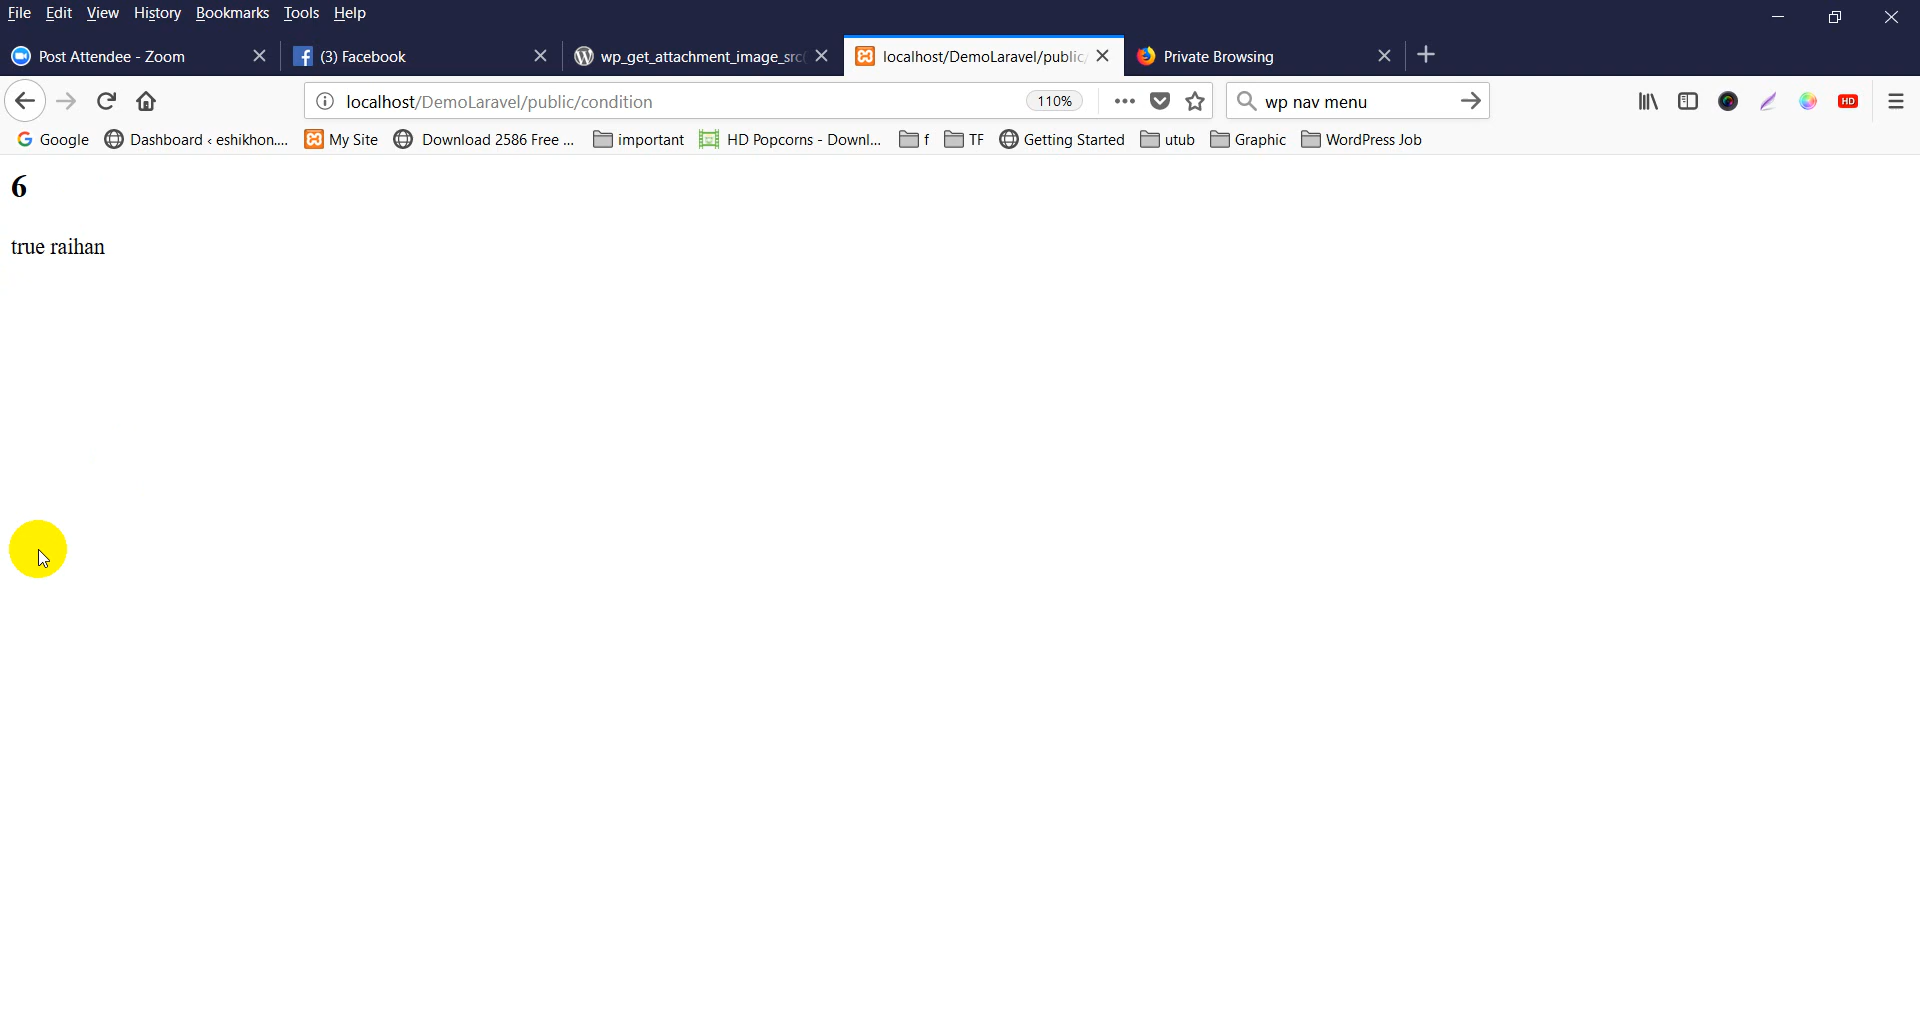 File Edit View History Bookmarks Tools Help
Post Attendee - Zoom (3) Facebook wp_get_attachment_image_src( localhost/DemoLaravel/public/ Private Browsing
localhost/DemoLaravel/public/condition 110% wp nav menu HD
Google Dashboard ‹ eshikhon.... My Site Download 2586 Free ... important HD Popcorns - Downl... f TF Getting Started utub Graphic WordPress Job
6
true raihan